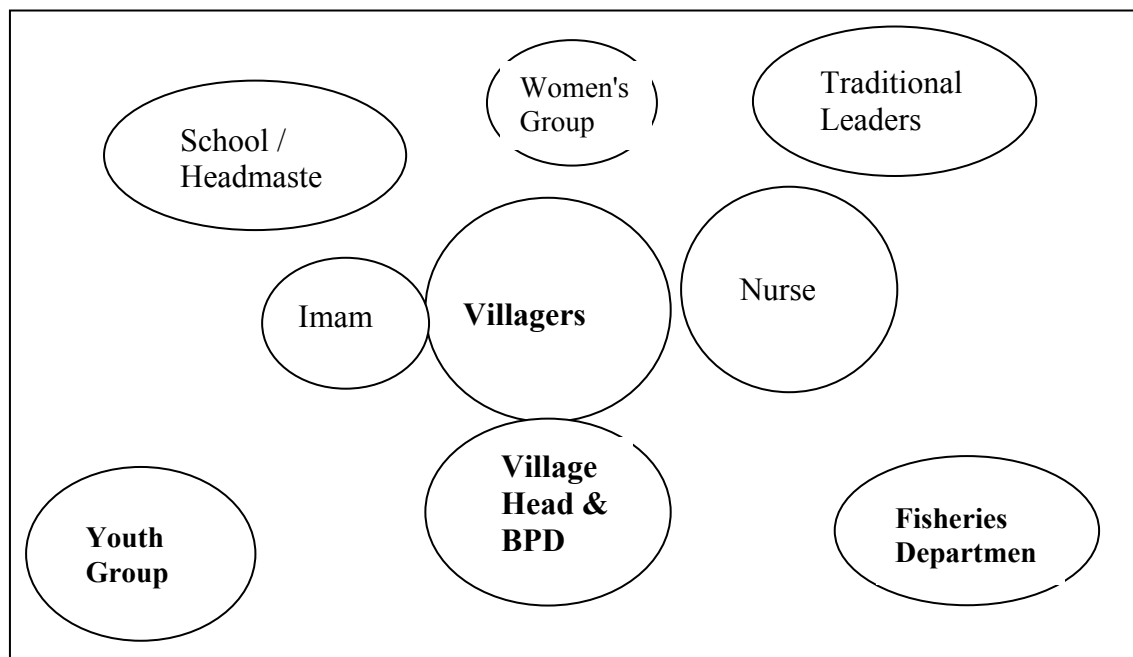 Women's
Group
Traditional
Leaders
School /
Headmaste
Imam
Villagers
Nurse
Village
Head &
BPD
Youth
Group
Fisheries
Departmen